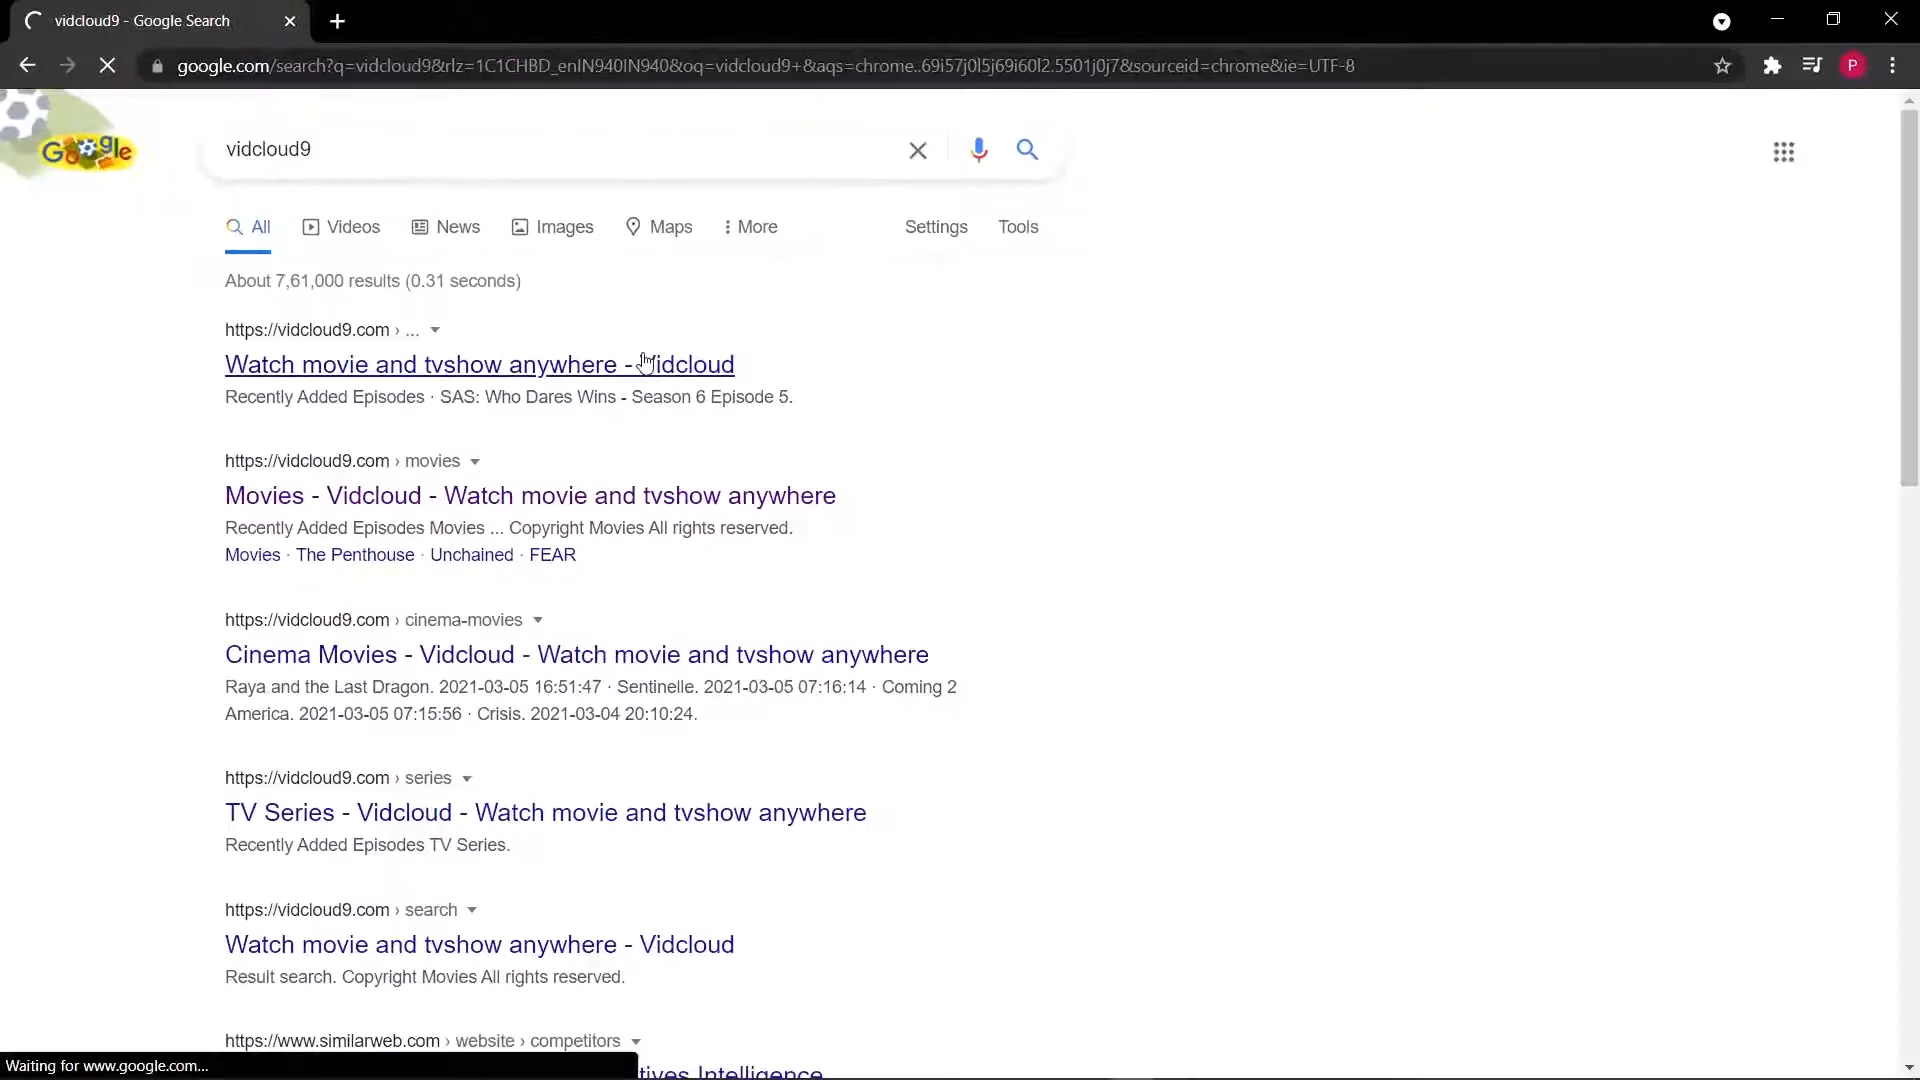 vidcloud9 - Google Search
google.com/search?q=vidcloud9&rlz=1C1CHBD_enIN940IN940&oq=vidcloud9+&aqs=chrome..69i57j0l5j69i60l2.5501j0j7&sourceid=chrome&ie=UTF-8
P
Google
vidcloud9
All Videos News Images Maps More Settings Tools
About 7,61,000 results (0.31 seconds)
https://vidcloud9.com › ...
Watch movie and tvshow anywhere - Vidcloud
Recently Added Episodes · SAS: Who Dares Wins - Season 6 Episode 5.
https://vidcloud9.com › movies
Movies - Vidcloud - Watch movie and tvshow anywhere
Recently Added Episodes Movies ... Copyright Movies All rights reserved.
Movies · The Penthouse · Unchained · FEAR
https://vidcloud9.com › cinema-movies
Cinema Movies - Vidcloud - Watch movie and tvshow anywhere
Raya and the Last Dragon. 2021-03-05 16:51:47 · Sentinelle. 2021-03-05 07:16:14 · Coming 2
America. 2021-03-05 07:15:56 · Crisis. 2021-03-04 20:10:24.
https://vidcloud9.com › series
TV Series - Vidcloud - Watch movie and tvshow anywhere
Recently Added Episodes TV Series.
https://vidcloud9.com › search
Watch movie and tvshow anywhere - Vidcloud
Result search. Copyright Movies All rights reserved.
https://www.similarweb.com › website › competitors
tives Intelligence
Waiting for www.google.com...